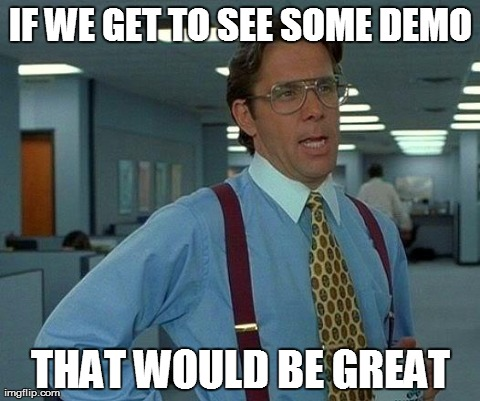 IF WE GET TO SEE SOME DEMO
THAT WOULD BE GREAT
imgflip.com